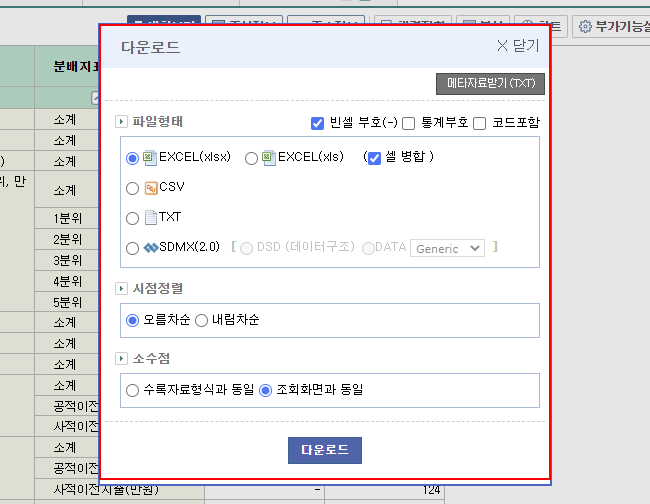 다운로드
닫기
메타자료받기(TXT)
파일형태
빈셀 부호(-) 통계부호 코드포함
EXCEL(xlsx) EXCEL(xls) ( 셀 병합 )
CSV
TXT
SDMX(2.0) [ DSD (데이터구조) DATA Generic ]
시점정렬
오름차순 내림차순
소수점
수록자료형식과 동일 조회화면과 동일
다운로드
부가기능설
분배지표
소계
소계
위, 만
소계
1분위
2분위
3분위
4분위
5분위
소계
소계
소계
소계
공적이전
사적이전
소계
공적이전
사적이전지출(만원) - 124